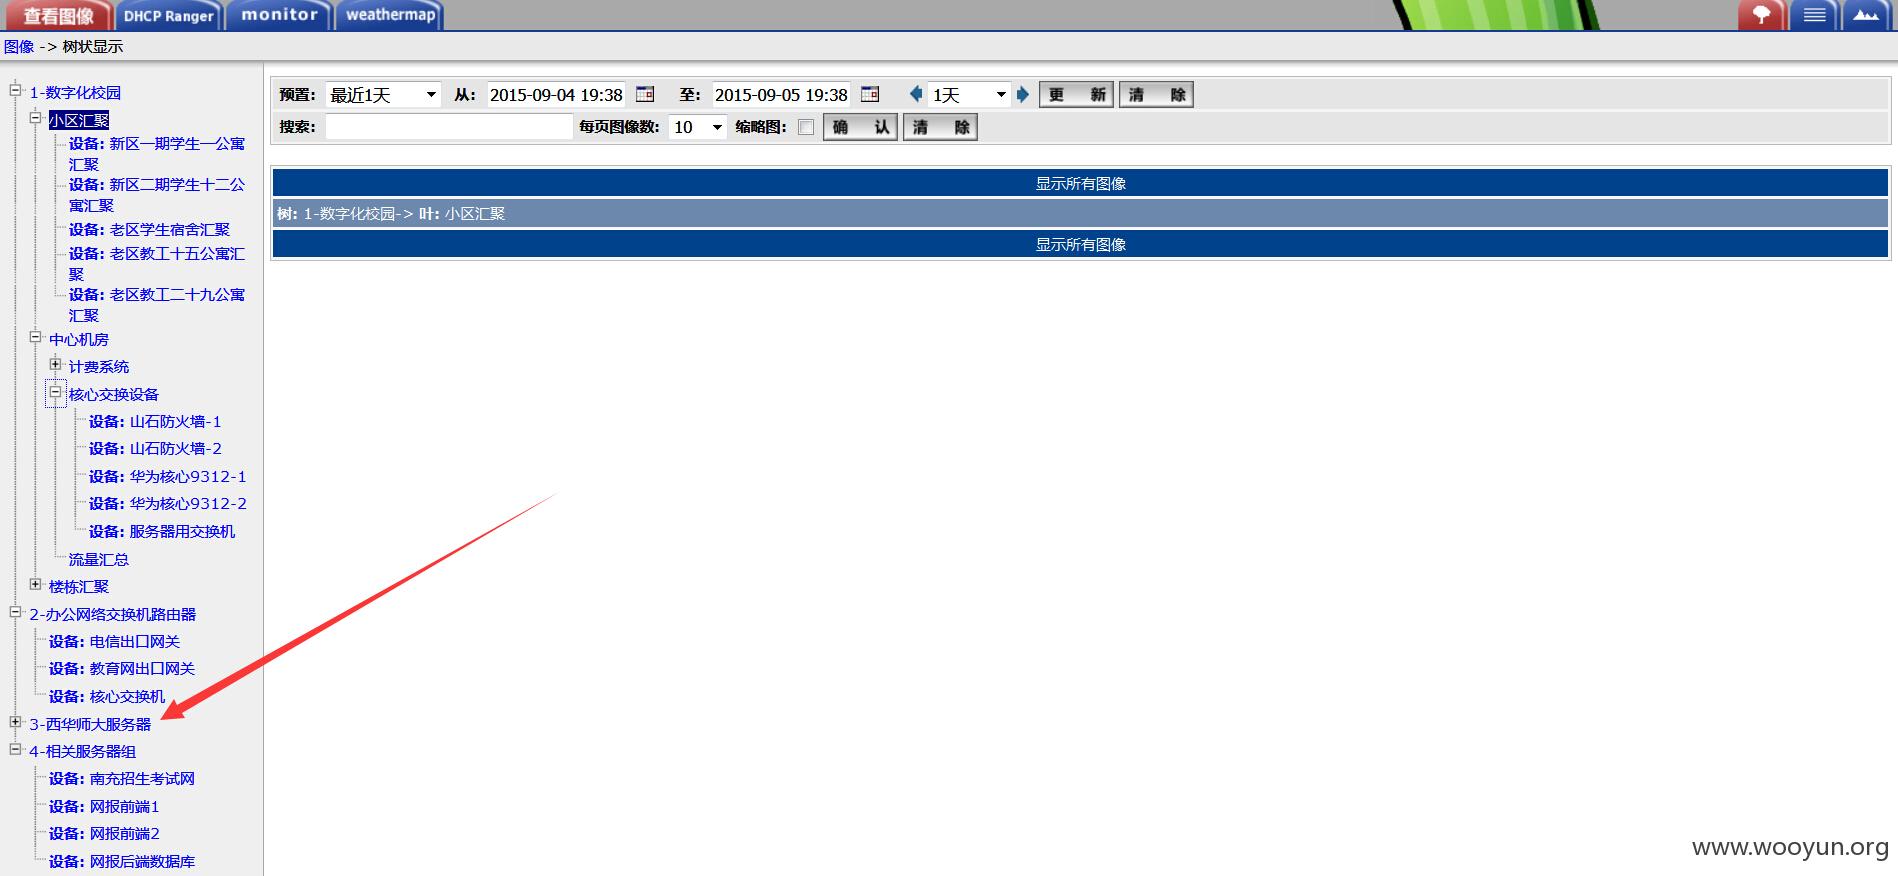 查看图像 DHCP Ranger monitor weathermap
图像 -> 树状显示
1-数字化校园
小区汇聚
设备: 新区一期学生一公寓
汇聚
设备: 新区二期学生十二公
寓汇聚
设备: 老区学生宿舍汇聚
设备: 老区教工十五公寓汇
聚
设备: 老区教工二十九公寓
汇聚
中心机房
计费系统
核心交换设备
设备: 山石防火墙-1
设备: 山石防火墙-2
设备: 华为核心9312-1
设备: 华为核心9312-2
设备: 服务器用交换机
流量汇总
楼栋汇聚
2-办公网络交换机路由器
设备: 电信出口网关
设备: 教育网出口网关
设备: 核心交换机
3-西华师大服务器
4-相关服务器组
设备: 南充招生考试网
设备: 网报前端1
设备: 网报前端2
设备: 网报后端数据库
预置: 最近1天 从: 2015-09-04 19:38 至: 2015-09-05 19:38 1天 更 新 清 除
搜索: 每页图像数: 10 缩略图: 确 认 清 除
显示所有图像
树: 1-数字化校园-> 叶: 小区汇聚
显示所有图像
www.wooyun.org